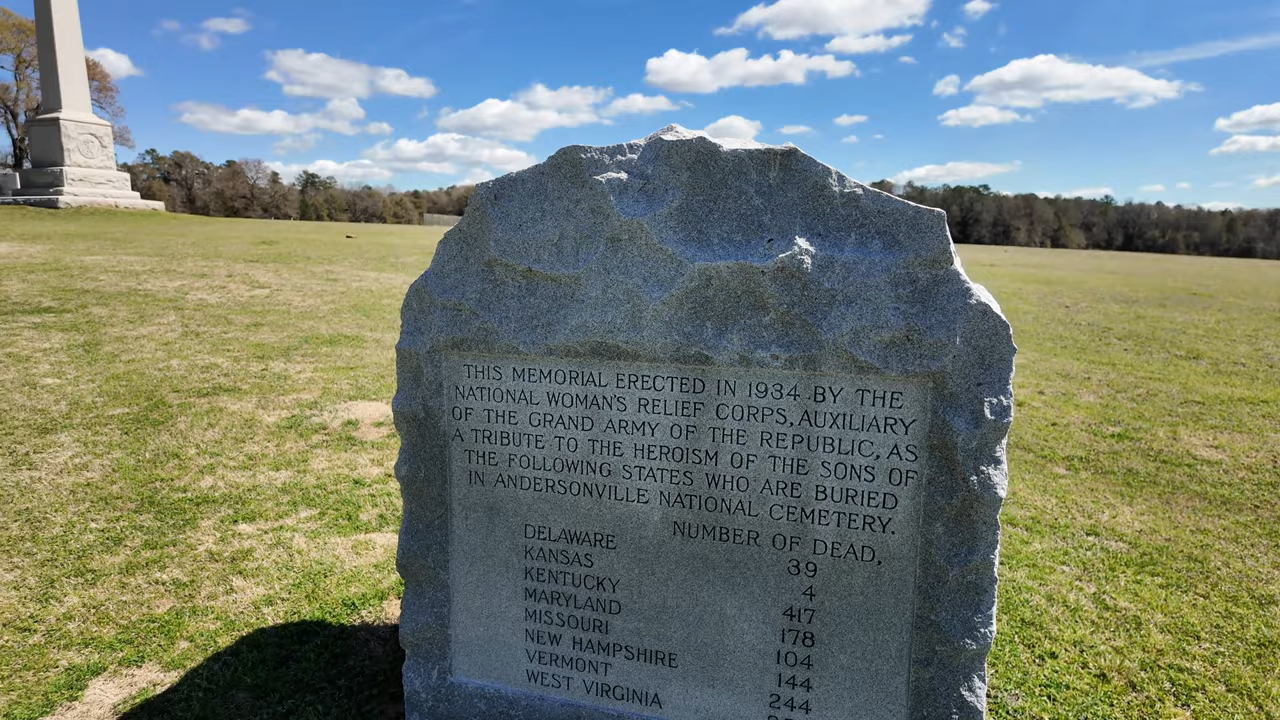 THIS MEMORIAL ERECTED IN 1934 BY THE
NATIONAL WOMAN'S RELIEF CORPS, AUXILIARY
OF THE GRAND ARMY OF THE REPUBLIC, AS
A TRIBUTE TO THE HEROISM OF THE SONS OF
THE FOLLOWING STATES WHO ARE BURIED
IN ANDERSONVILLE NATIONAL CEMETERY.
NUMBER OF DEAD,
DELAWARE 39
KANSAS 4
KENTUCKY 417
MARYLAND 178
MISSOURI 104
NEW HAMPSHIRE 144
VERMONT 244
WEST VIRGINIA